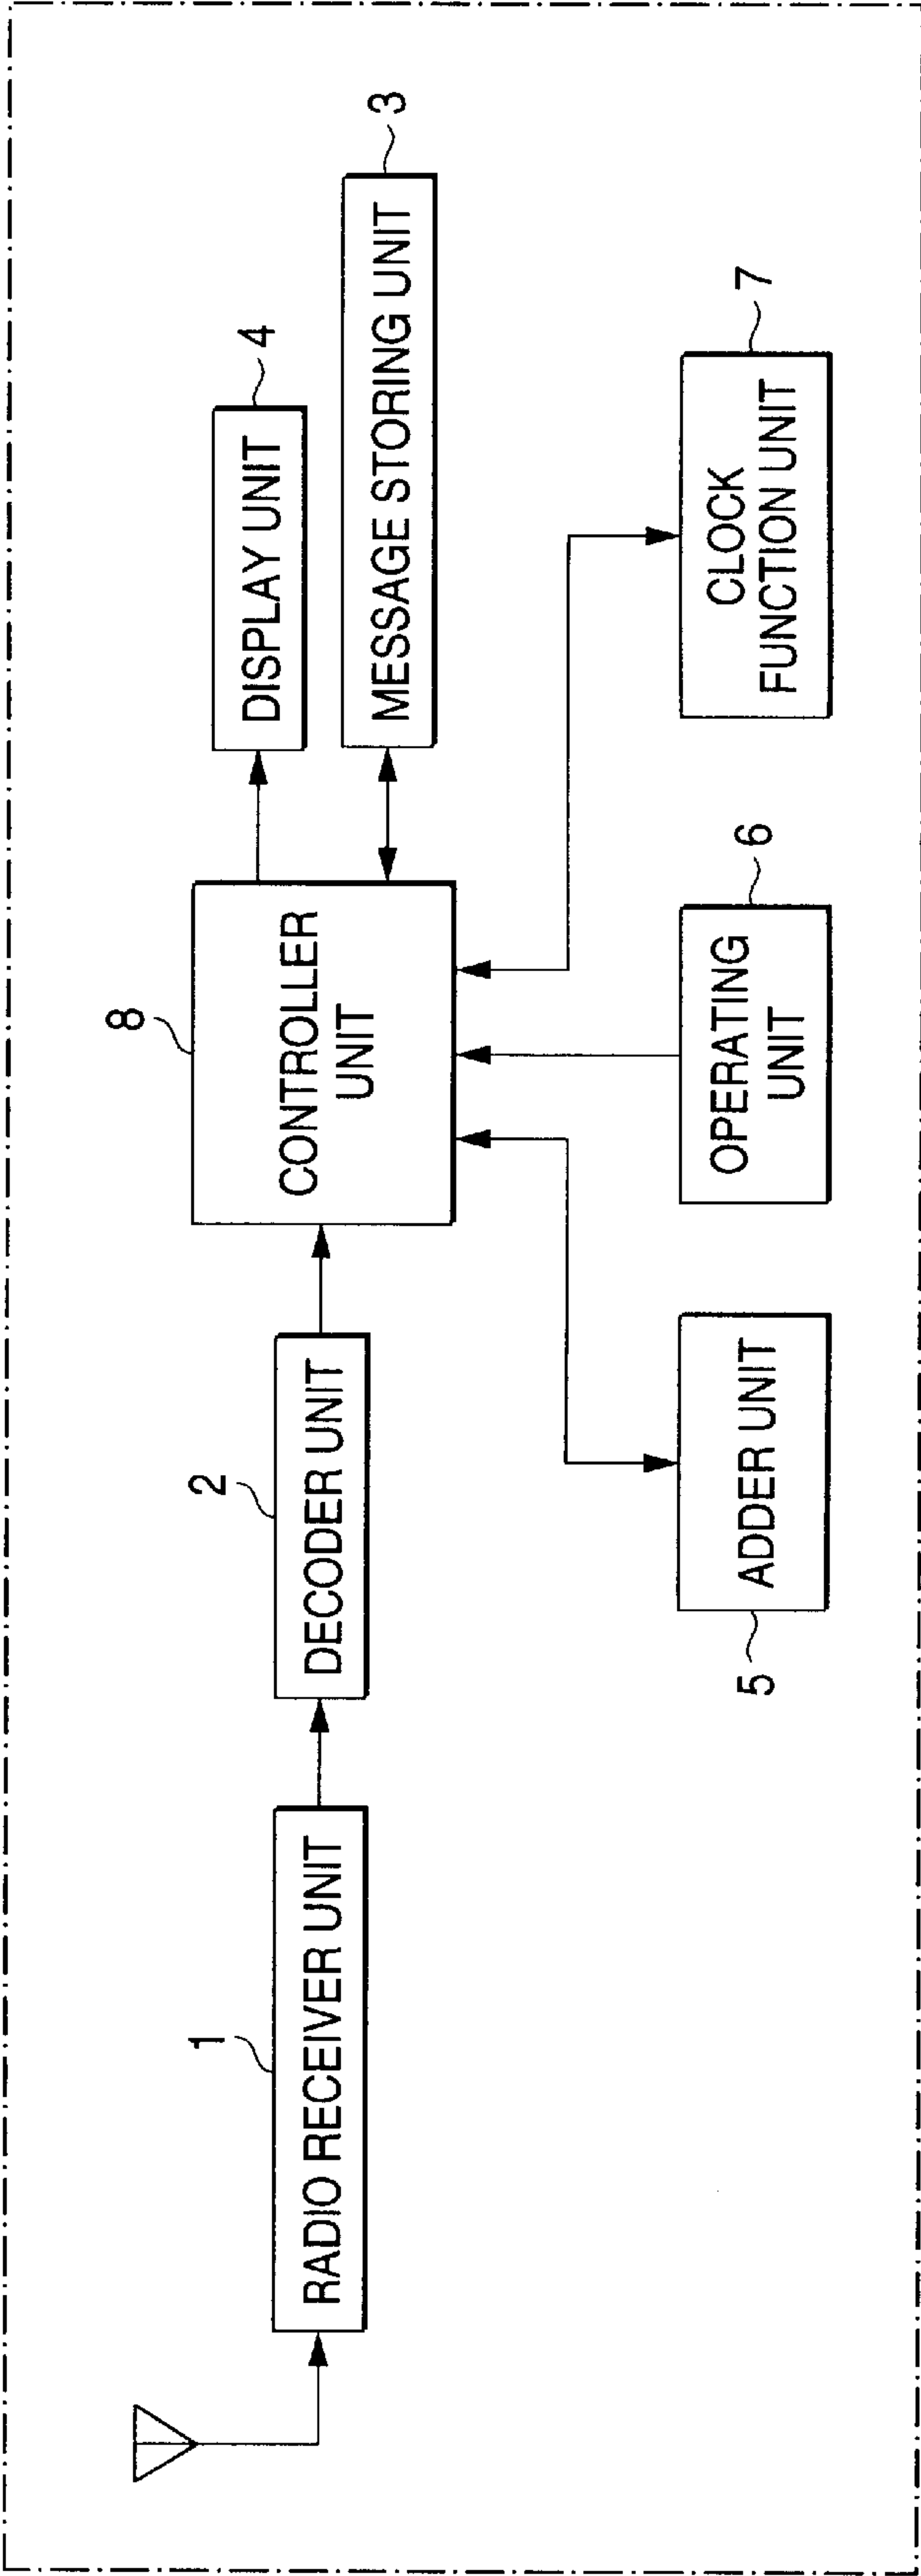 8
4
3
2
1
DISPLAY UNIT
MESSAGE STORING UNIT
CONTROLLER
UNIT
DECODER UNIT
RADIO RECEIVER UNIT
5
ADDER UNIT
OPERATING
UNIT
6
CLOCK
FUNCTION UNIT
7